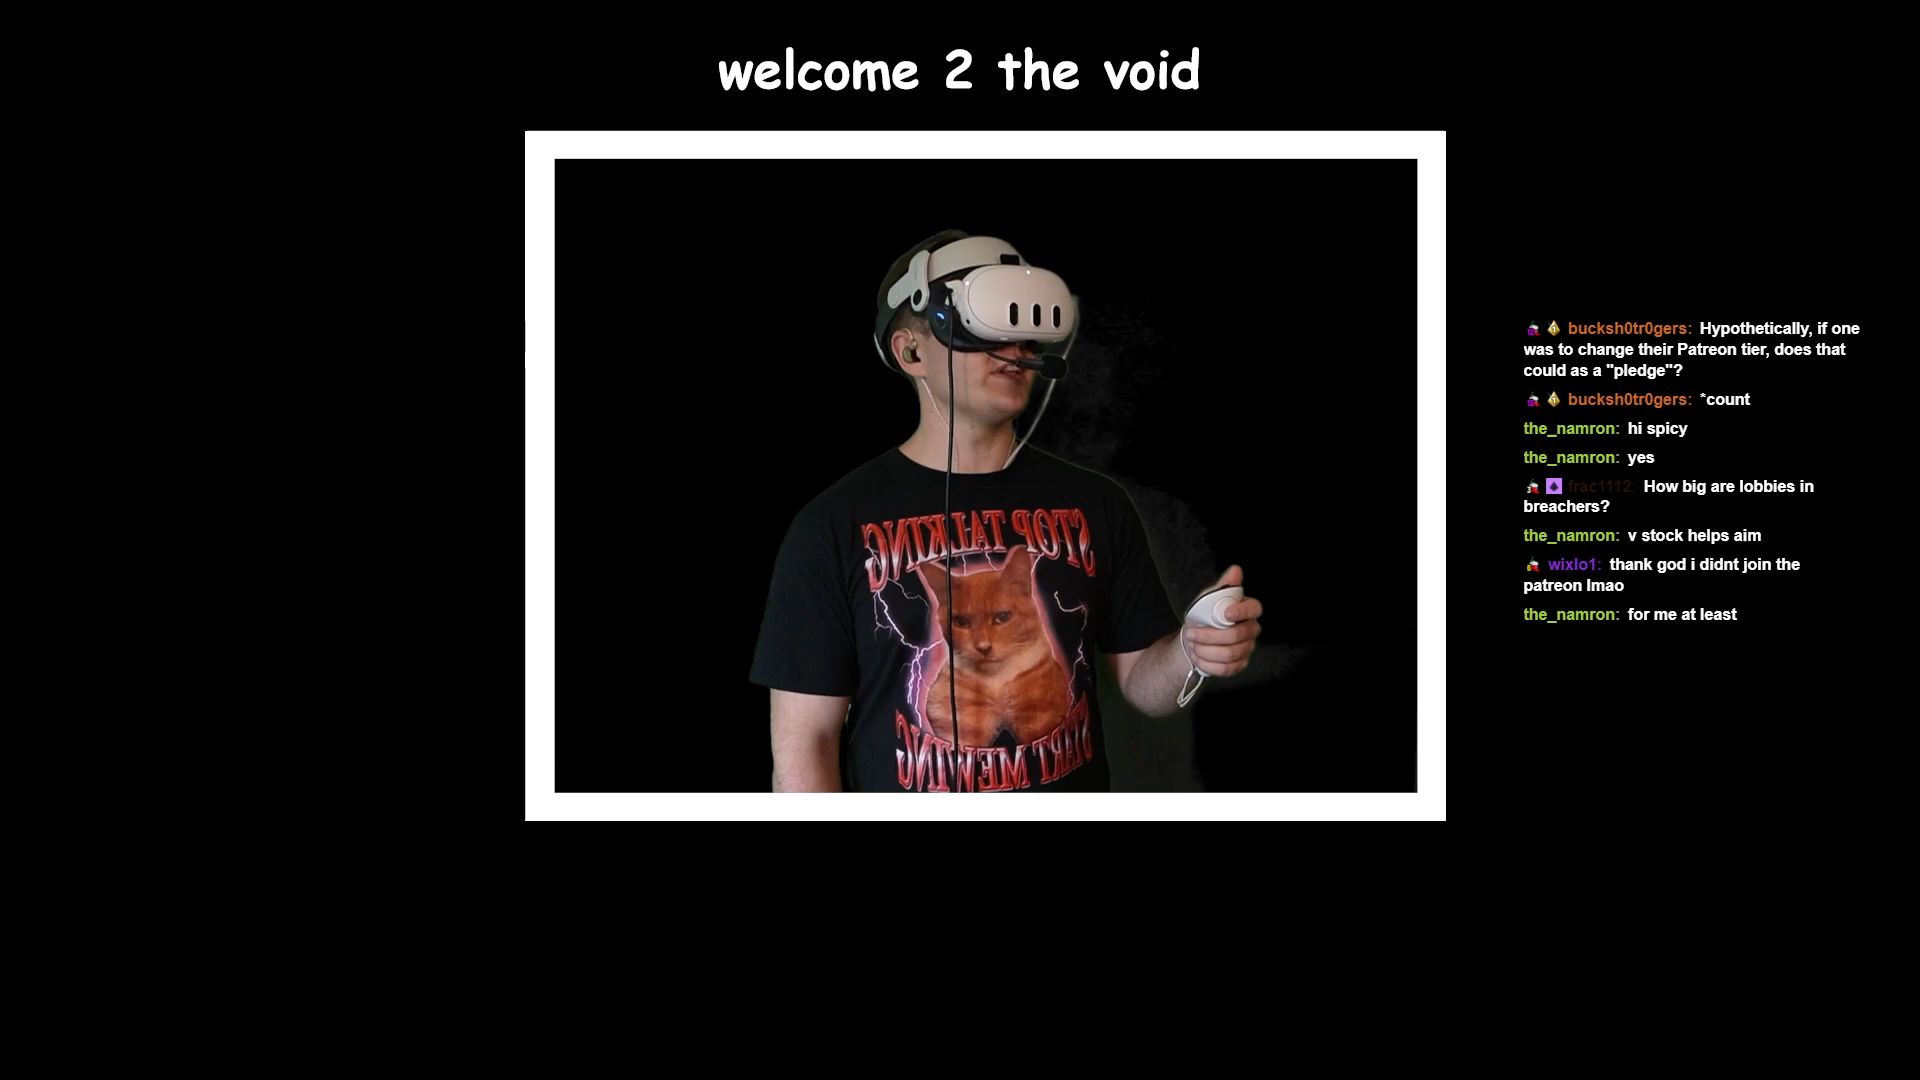 welcome 2 the void
STOP TALKING
START MEWING
bucksh0tr0gers: Hypothetically, if one
was to change their Patreon tier, does that
could as a "pledge"?
bucksh0tr0gers: *count
the_namron: hi spicy
the_namron: yes
frac1112: How big are lobbies in
breachers?
the_namron: v stock helps aim
wixlo1: thank god i didnt join the
patreon lmao
the_namron: for me at least